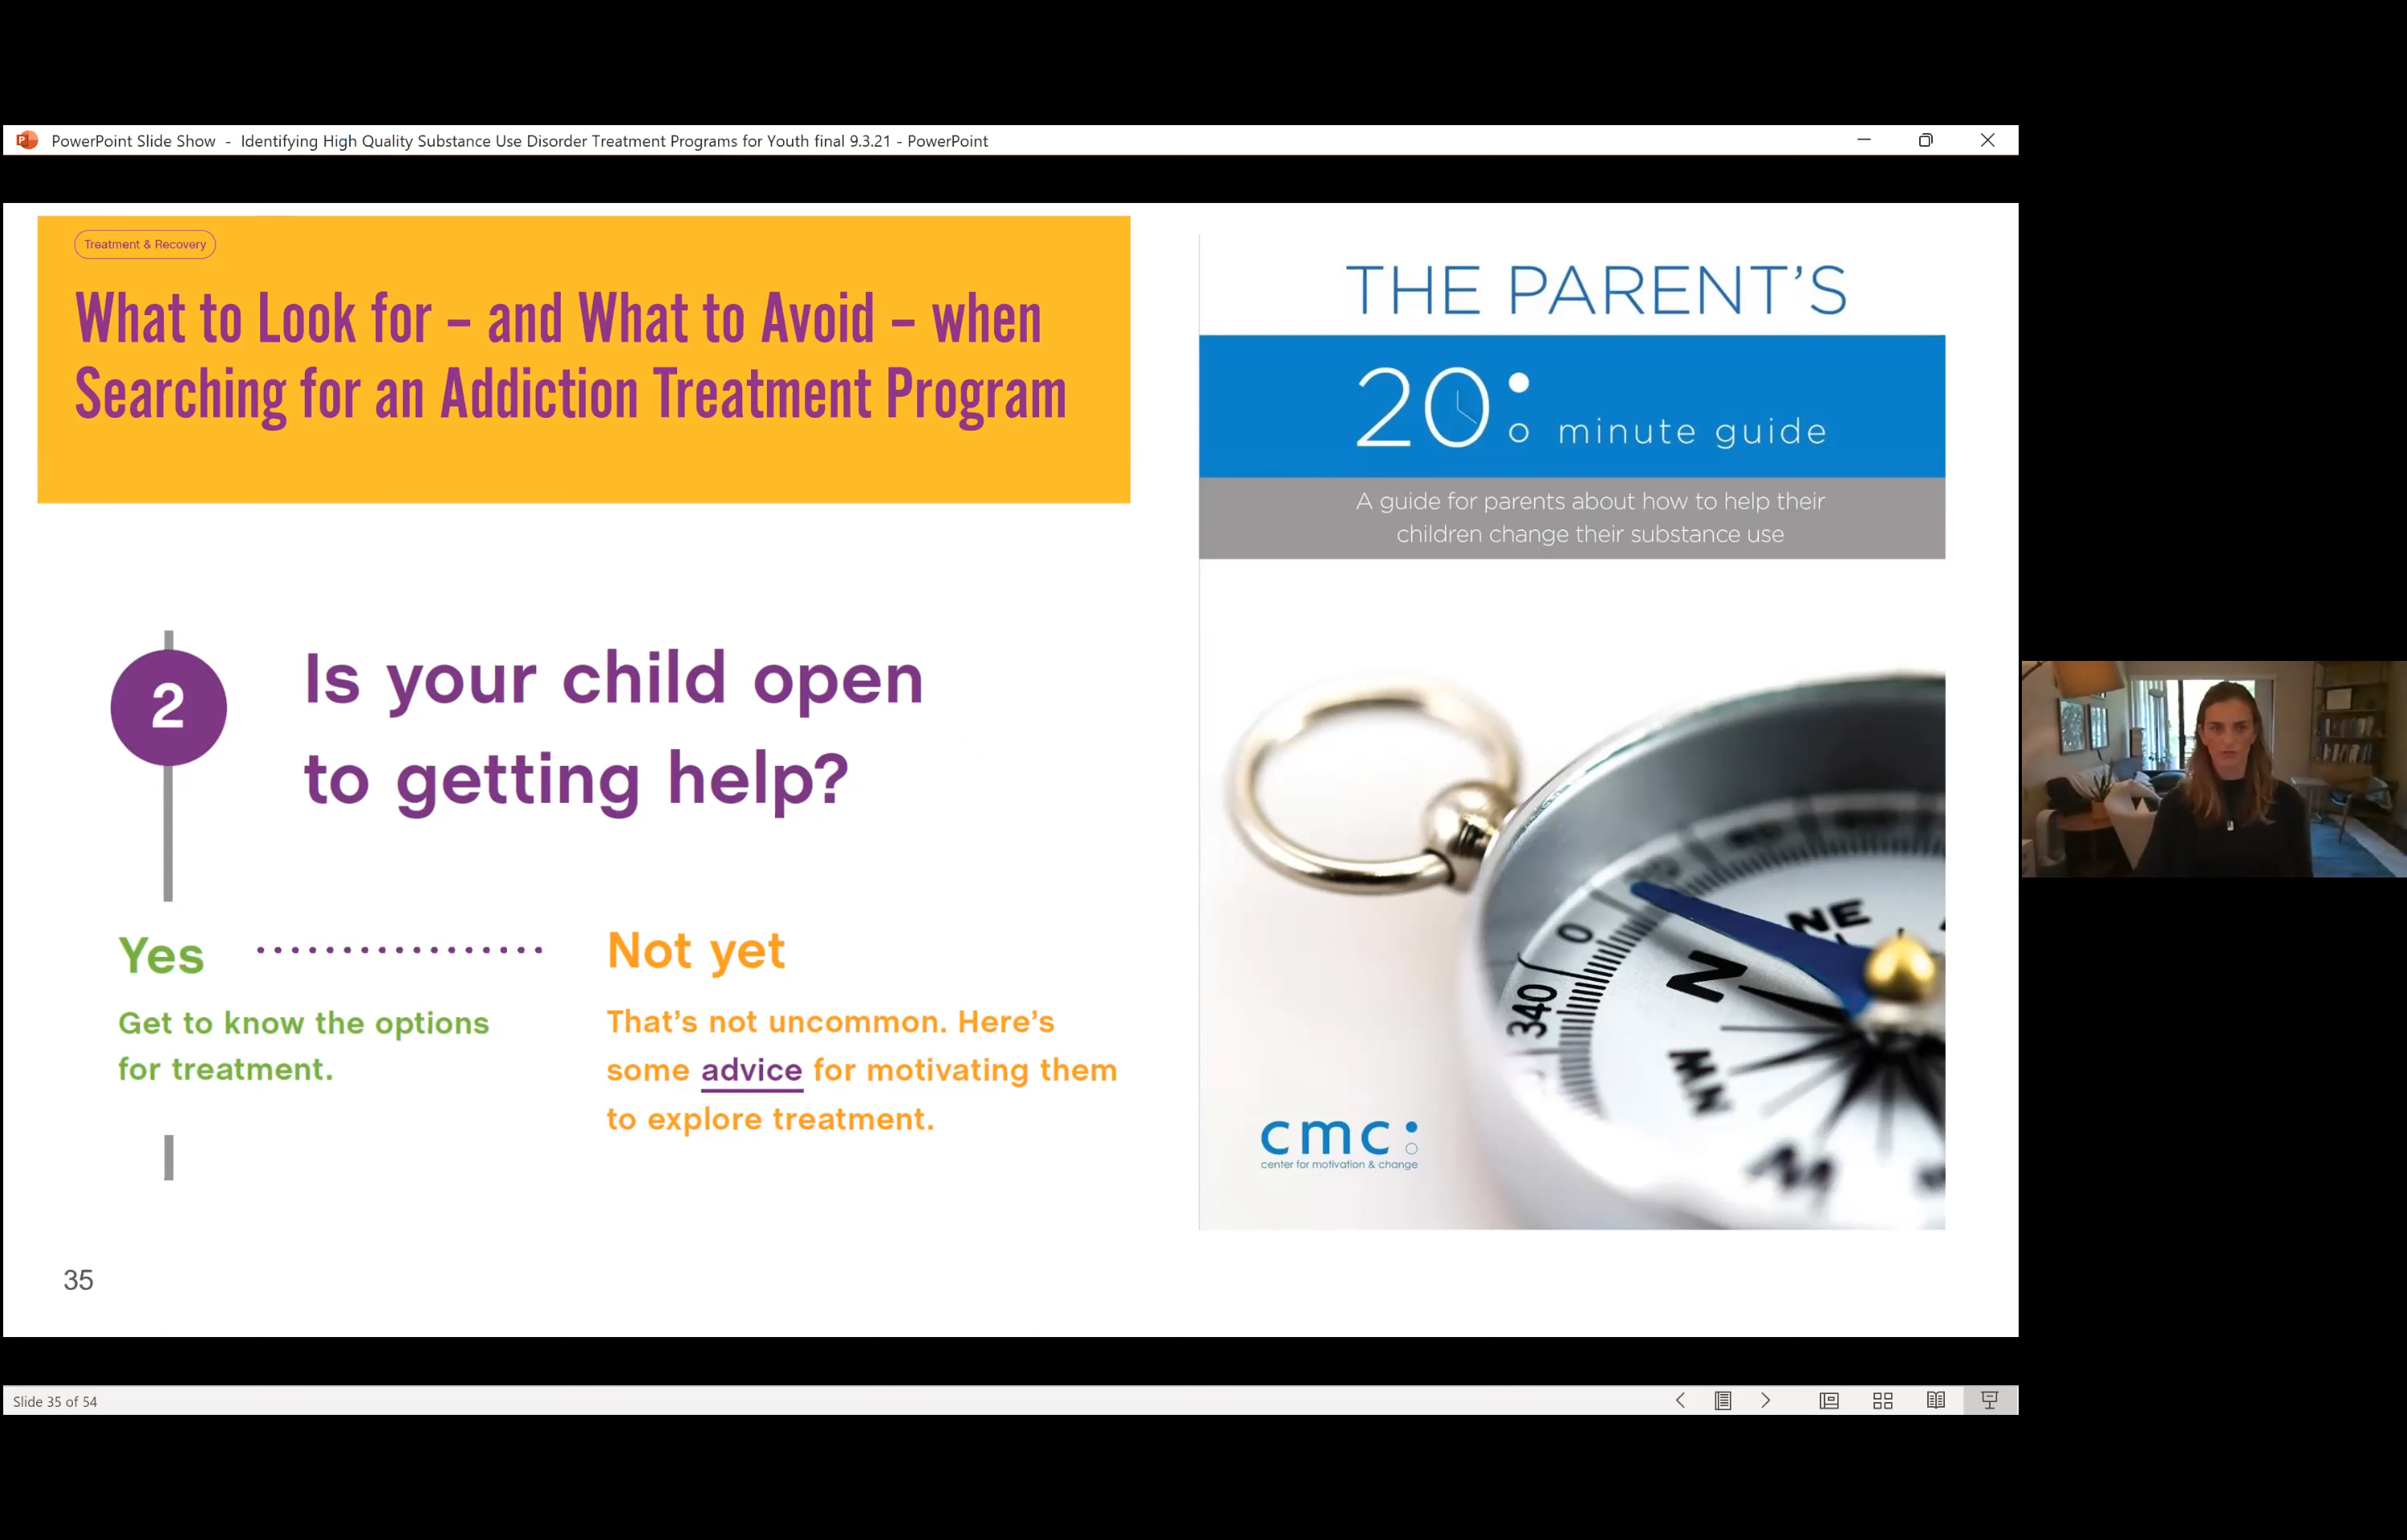 PowerPoint Slide Show - Identifying High Quality Substance Use Disorder Treatment Programs for Youth final 9.3.21 - PowerPoint
Treatment & Recovery
What to Look for – and What to Avoid – when
Searching for an Addiction Treatment Program
2
Is your child open
to getting help?
Yes
Get to know the options
for treatment.
Not yet
That's not uncommon. Here's
some advice for motivating them
to explore treatment.
35
THE PARENT'S
20: minute guide
A guide for parents about how to help their
children change their substance use
0
340
N
NE
NW
W
cmc:
center for motivation & change
Slide 35 of 54